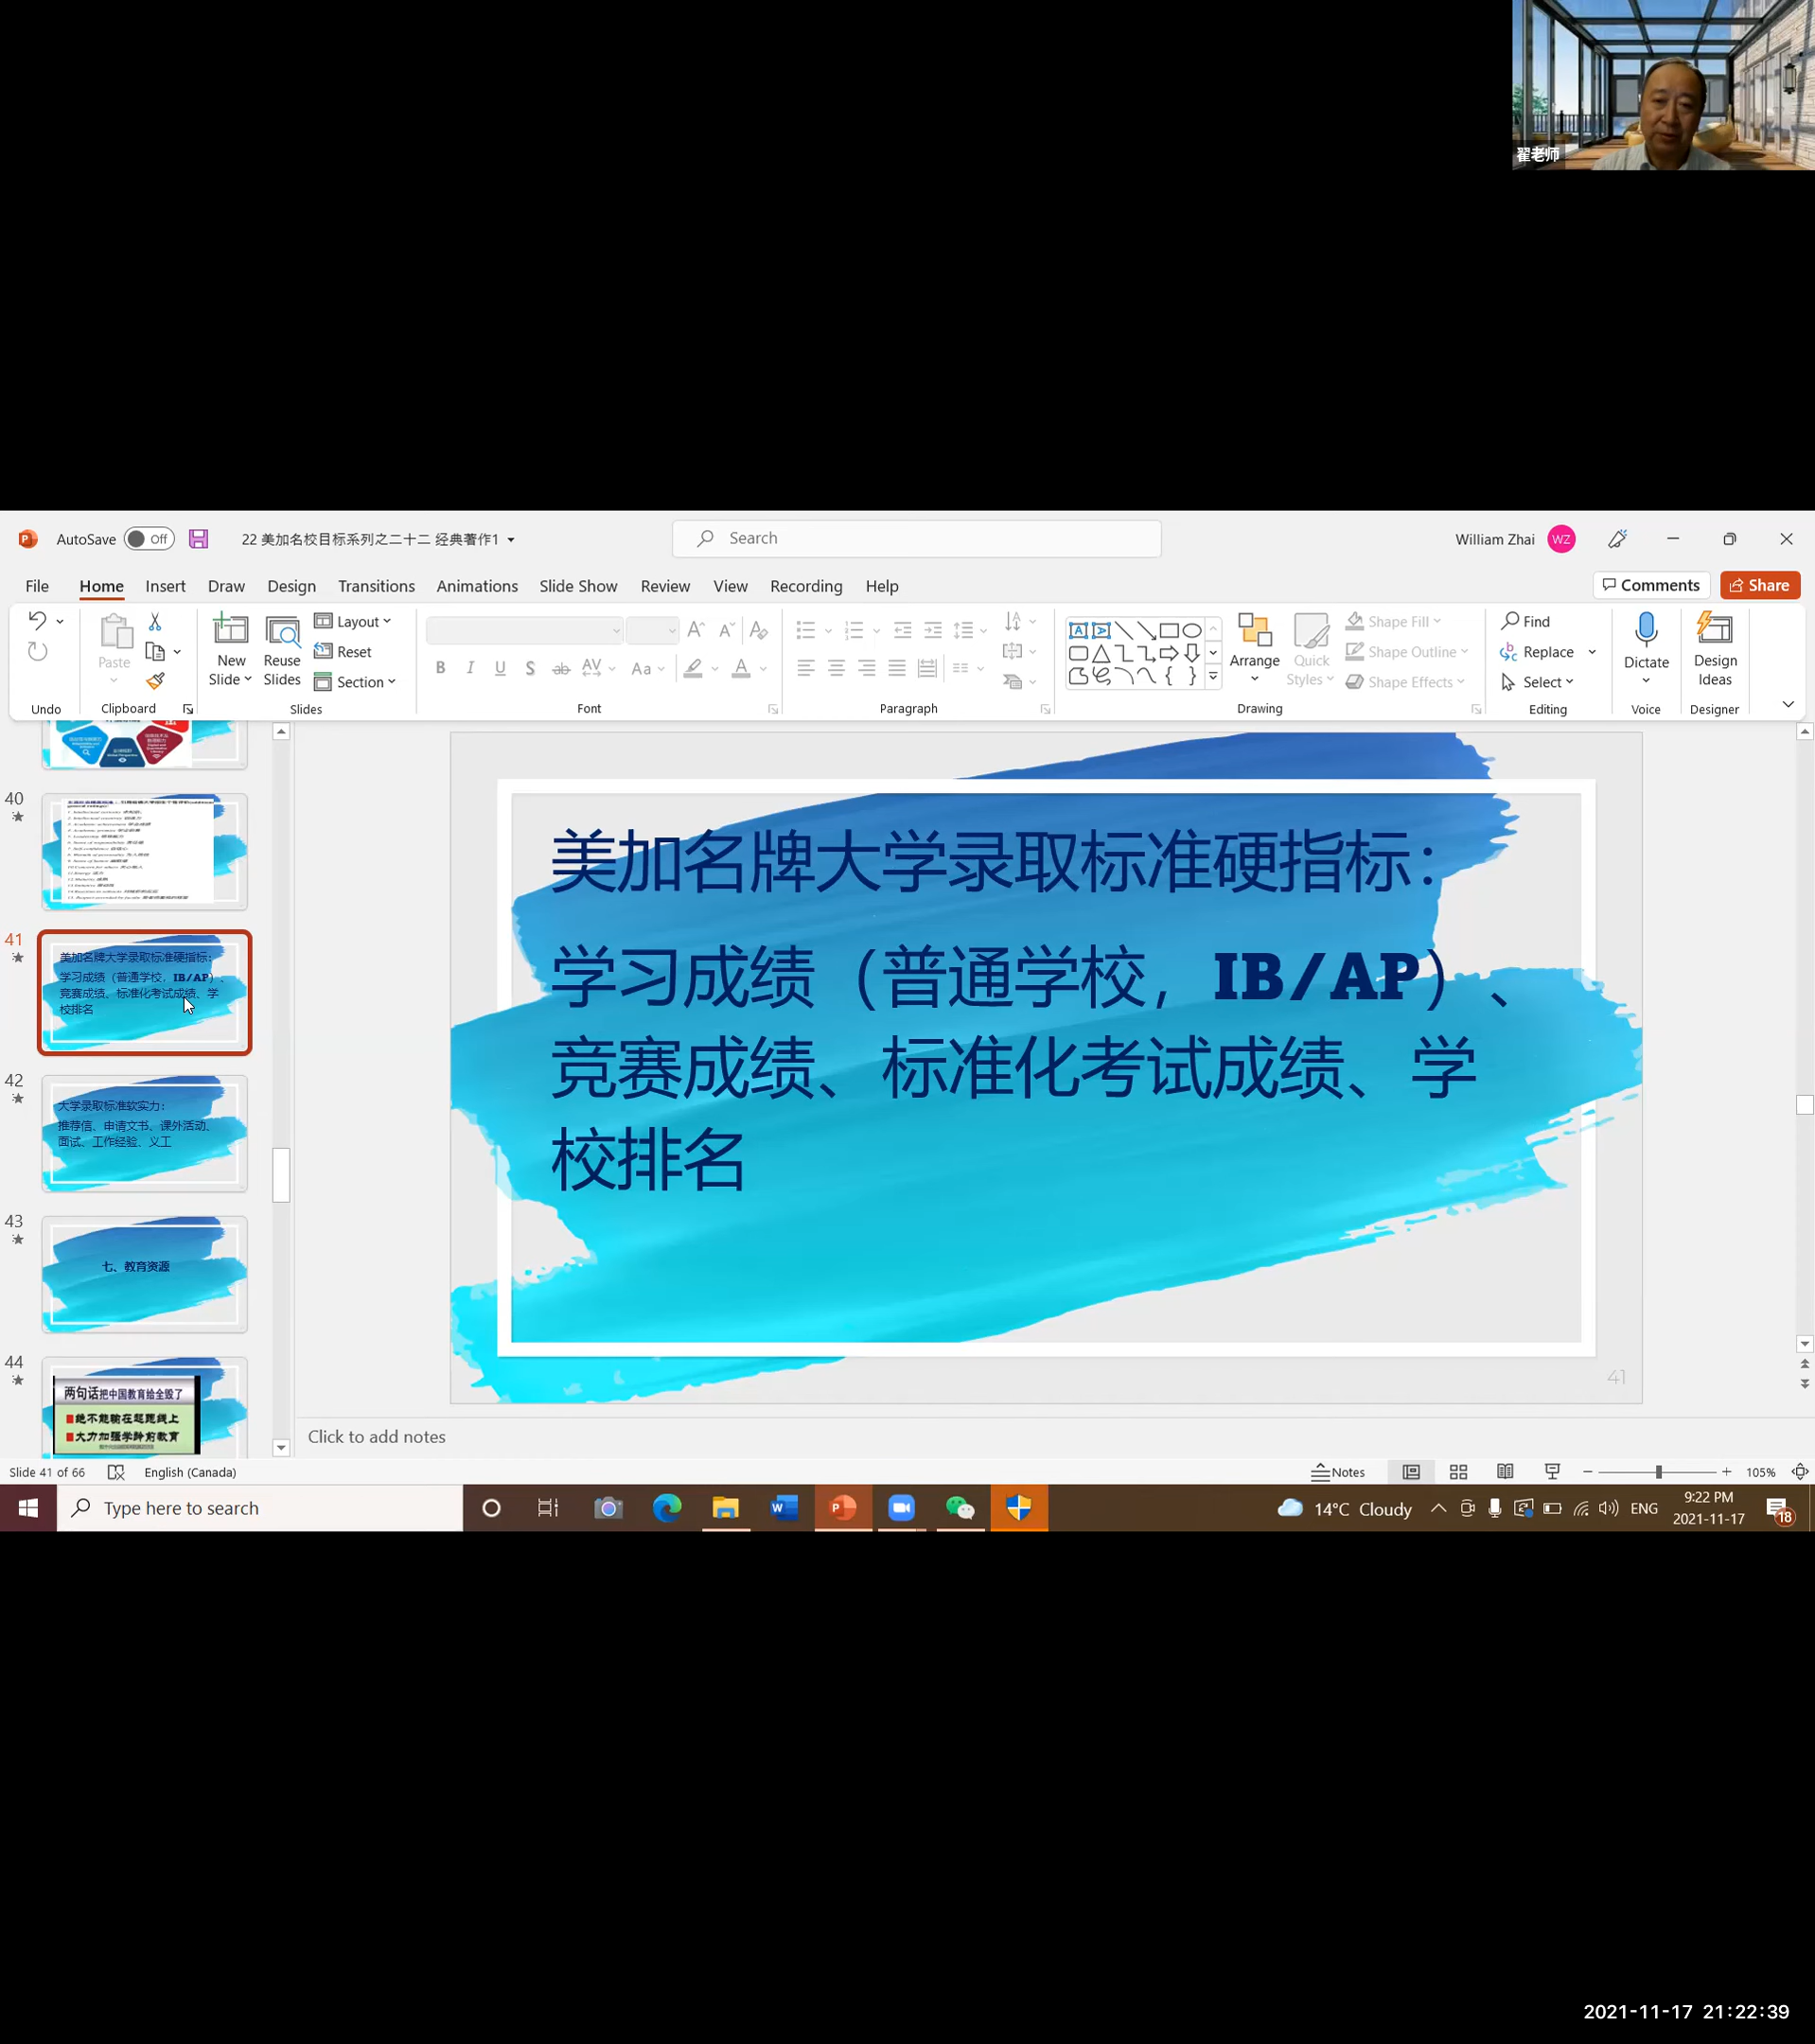 翟老师
AutoSave Off 22 美加名校目标系列之二十二 经典著作1 Search William Zhai WZ
File Home Insert Draw Design Transitions Animations Slide Show Review View Recording Help Comments Share
Paste New Slide Reuse Slides Layout Reset Section
B I U S ab AV Aa A
Arrange Quick Styles Shape Fill Shape Outline Shape Effects
Find Replace Select Dictate Design Ideas
Undo Clipboard Slides Font Paragraph Drawing Editing Voice Designer
40
41
美加名牌大学录取标准硬指标：
学习成绩（普通学校，IB/AP）、
竞赛成绩、标准化考试成绩、学
校排名
42
大学录取标准软实力：
推荐信、申请文书、课外活动、
面试、工作经验、义工
43
七、教育资源
44
两句话把中国教育给全毁了
绝不能输在起跑线上
大力加强学龄前教育
美加名牌大学录取标准硬指标：
学习成绩（普通学校，IB/AP）、
竞赛成绩、标准化考试成绩、学
校排名
41
Click to add notes
Slide 41 of 66 English (Canada) Notes 105%
Type here to search 14°C Cloudy ENG 9:22 PM
2021-11-17 18
2021-11-17 21:22:39